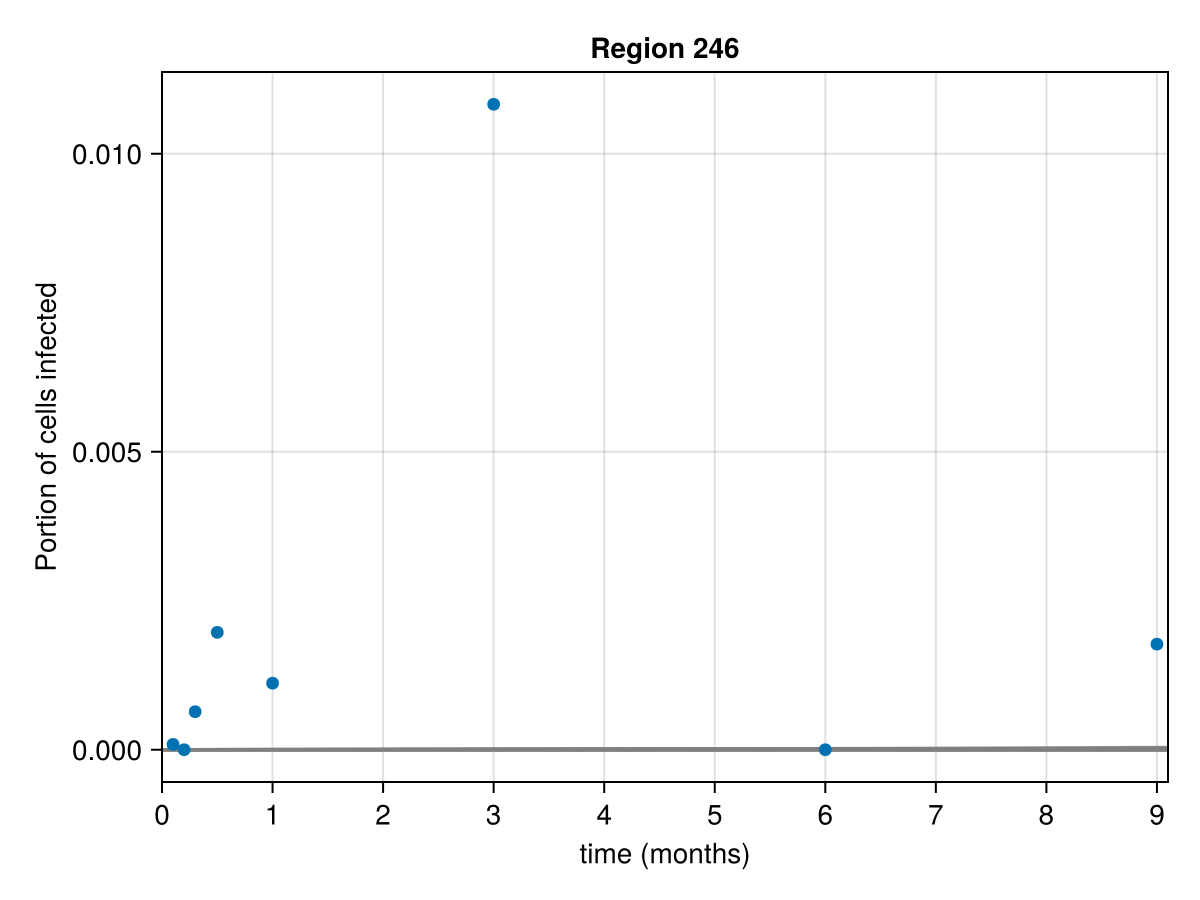 Region 246
0.010
0.005
0.000
Portion of cells infected
0 1 2 3 4 5 6 7 8 9
time (months)